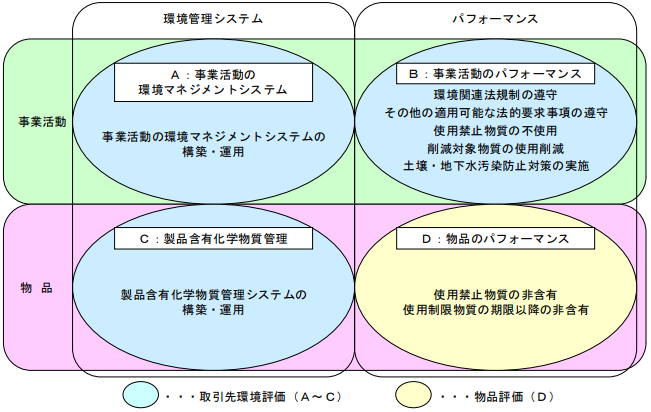 環境管理システム
パフォーマンス
事業活動
A：事業活動の
環境マネジメントシステム
事業活動の環境マネジメントシステムの
構築・運用
B：事業活動のパフォーマンス
環境関連法規制の遵守
その他の適用可能な法的要求事項の遵守
使用禁止物質の不使用
削減対象物質の使用削減
土壌・地下水汚染防止対策の実施
物 品
C：製品含有化学物質管理
製品含有化学物質管理システムの
構築・運用
D：物品のパフォーマンス
使用禁止物質の非含有
使用制限物質の期限以降の非含有
・・・取引先環境評価（A～C）
・・・物品評価（D）